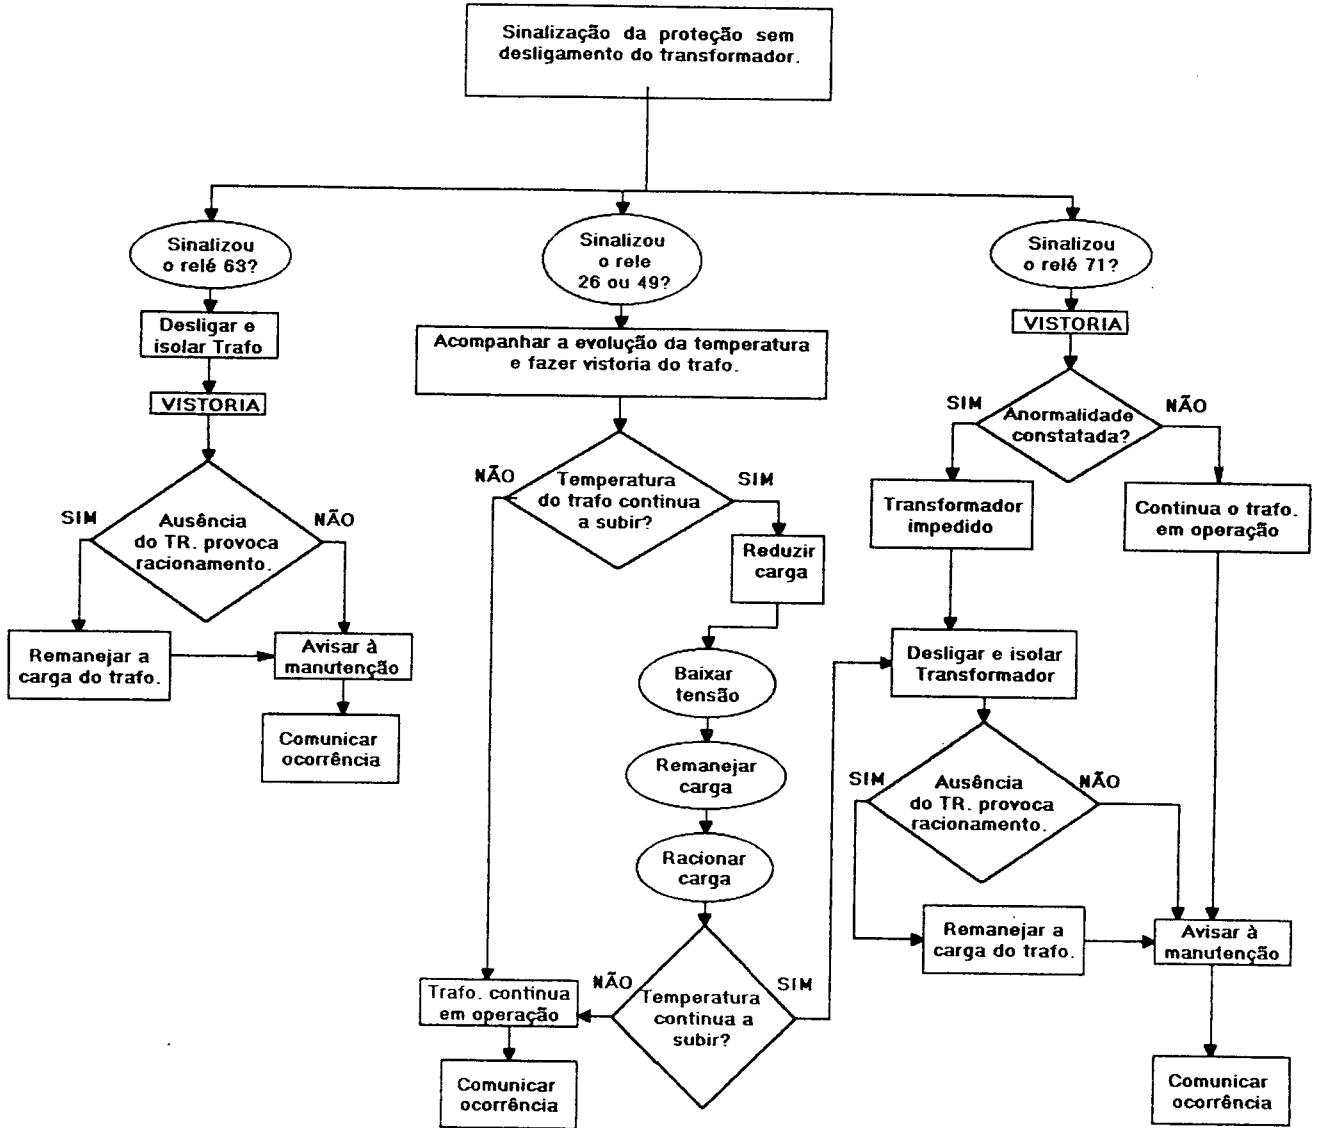 Sinalização da proteção sem
desligamento do transformador.
Sinalizou
o relé 63?
Desligar e
isolar Trafo
VISTORIA
Ausência
do TR. provoca
racionamento.
SIM
NÃO
Remanejar a
carga do trafo.
Avisar à
manutenção
Comunicar
ocorrência
Sinalizou
o rele
26 ou 49?
Acompanhar a evolução da temperatura
e fazer vistoria do trafo.
Temperatura
do trafo continua
a subir?
NÃO
SIM
Reduzir
carga
Baixar
tensão
Remanejar
carga
Racionar
carga
Temperatura
continua a
subir?
NÃO
SIM
Trafo. continua
em operação
Comunicar
ocorrência
Sinalizou
o relé 71?
VISTORIA
Anormalidade
constatada?
SIM
NÃO
Transformador
impedido
Continua o trafo.
em operação
Desligar e isolar
Transformador
Ausência
do TR. provoca
racionamento.
SIM
NÃO
Remanejar a
carga do trafo.
Avisar à
manutenção
Comunicar
ocorrência